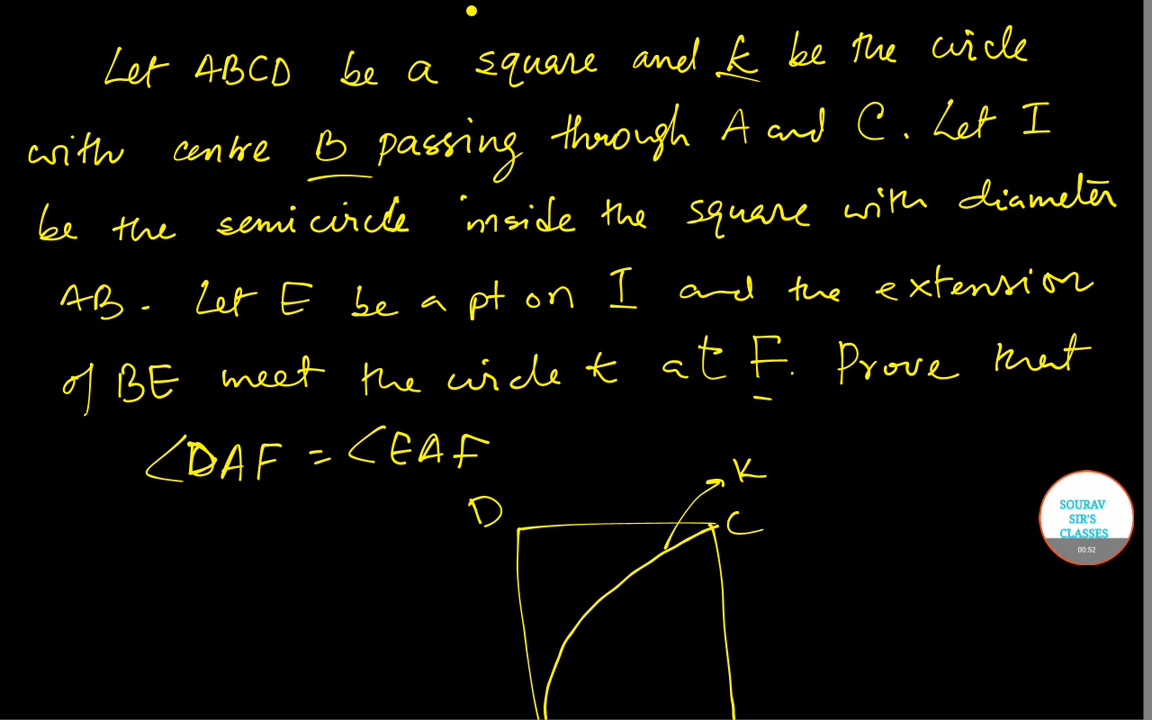 Let ABCD be a square and k be the circle
with centre B passing through A and C. Let I
be the semicircle inside the square with diameter
AB. Let E be a pt on I and the extension
of BE meet the circle k at F. Prove that
∠DAF = ∠EAF
K
D
C
SOURAV
SIR'S
CLASSES
00:52